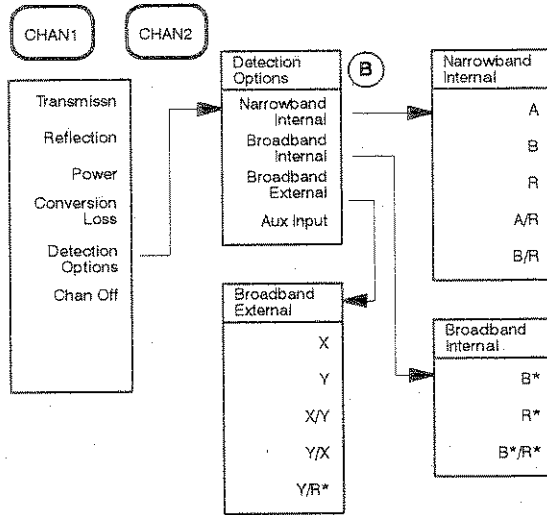 CHAN1
CHAN2
Transmissn
Reflection
Power
Conversion
Loss
Detection
Options
Chan Off
Detection
Options
B
Narrowband
Internal
Broadband
Internal
Broadband
External
Aux Input
Narrowband
Internal
A
B
R
A/R
B/R
Broadband
External
X
Y
X/Y
Y/X
Y/R*
Broadband
Internal
B*
R*
B*/R*